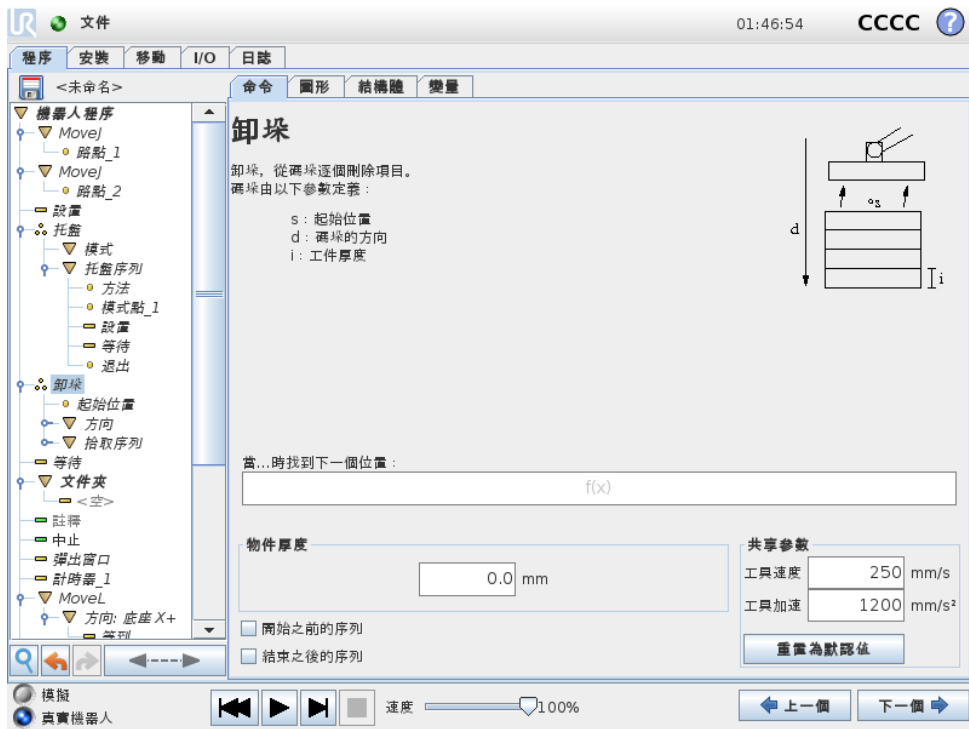 UR 文件 01:46:54 CCCC ?
程序 安裝 移動 I/O 日誌
<未命名>
命令 圖形 結構體 變量
機器人程序
MoveJ
路點_1
MoveJ
路點_2
設置
托盤
模式
托盤序列
方法
模式點_1
設置
等待
退出
卸垛
起始位置
方向
拾取序列
等待
文件夾
<空>
註釋
中止
彈出窗口
計時器_1
MoveL
方向: 底座 X+
等到
卸垛
卸垛，從碼垛逐個刪除項目。
碼垛由以下參數定義：
s：起始位置
d：碼垛的方向
i：工件厚度
s
d
i
當...時找到下一個位置：
f(x)
物件厚度
0.0 mm
開始之前的序列
結束之後的序列
共享參數
工具速度 250 mm/s
工具加速 1200 mm/s²
重置為默認值
模擬
真實機器人
速度 100%
上一個 下一個